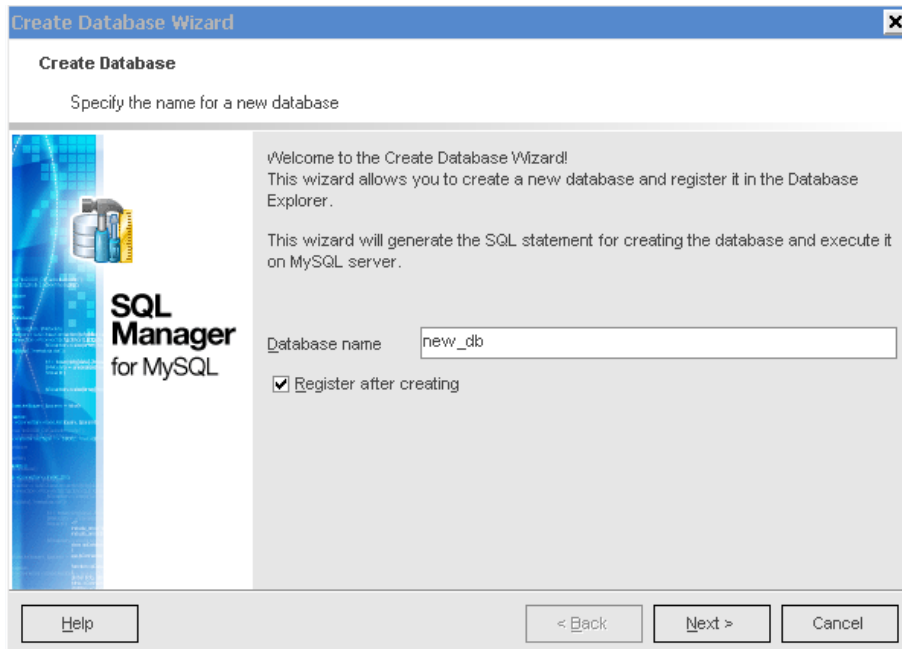 Create Database Wizard
Create Database
Specify the name for a new database
Welcome to the Create Database Wizard!
This wizard allows you to create a new database and register it in the Database
Explorer.
This wizard will generate the SQL statement for creating the database and execute it
on MySQL server.
SQL
Manager
for MySQL
Database name
new_db
Register after creating
Help
< Back
Next >
Cancel